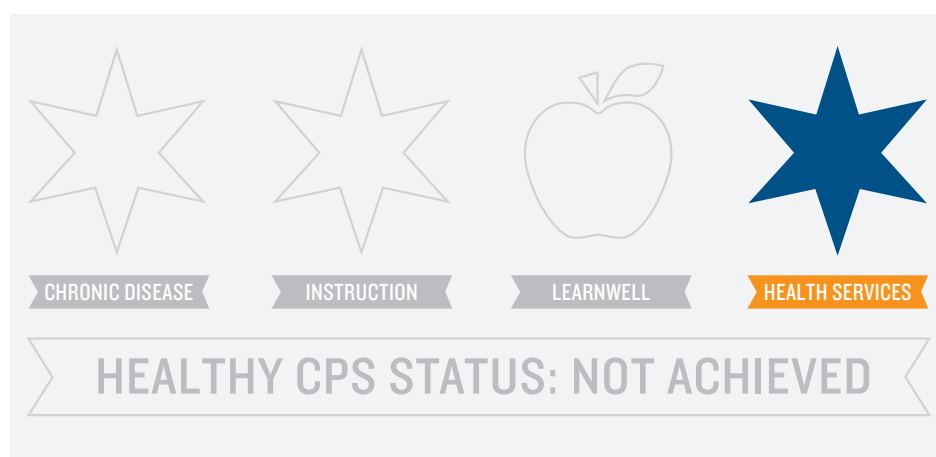 CHRONIC DISEASE
INSTRUCTION
LEARNWELL
HEALTH SERVICES
HEALTHY CPS STATUS: NOT ACHIEVED